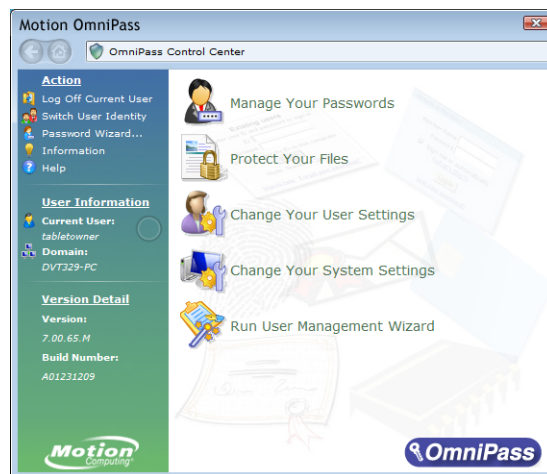 Motion OmniPass
OmniPass Control Center
Action
Log Off Current User
Switch User Identity
Password Wizard...
Information
Help
User Information
Current User:
tabletowner
Domain:
DVT329-PC
Version Detail
Version:
7.00.65.M
Build Number:
A01231209
Motion
Computing
Manage Your Passwords
Protect Your Files
Change Your User Settings
Change Your System Settings
Run User Management Wizard
OmniPass